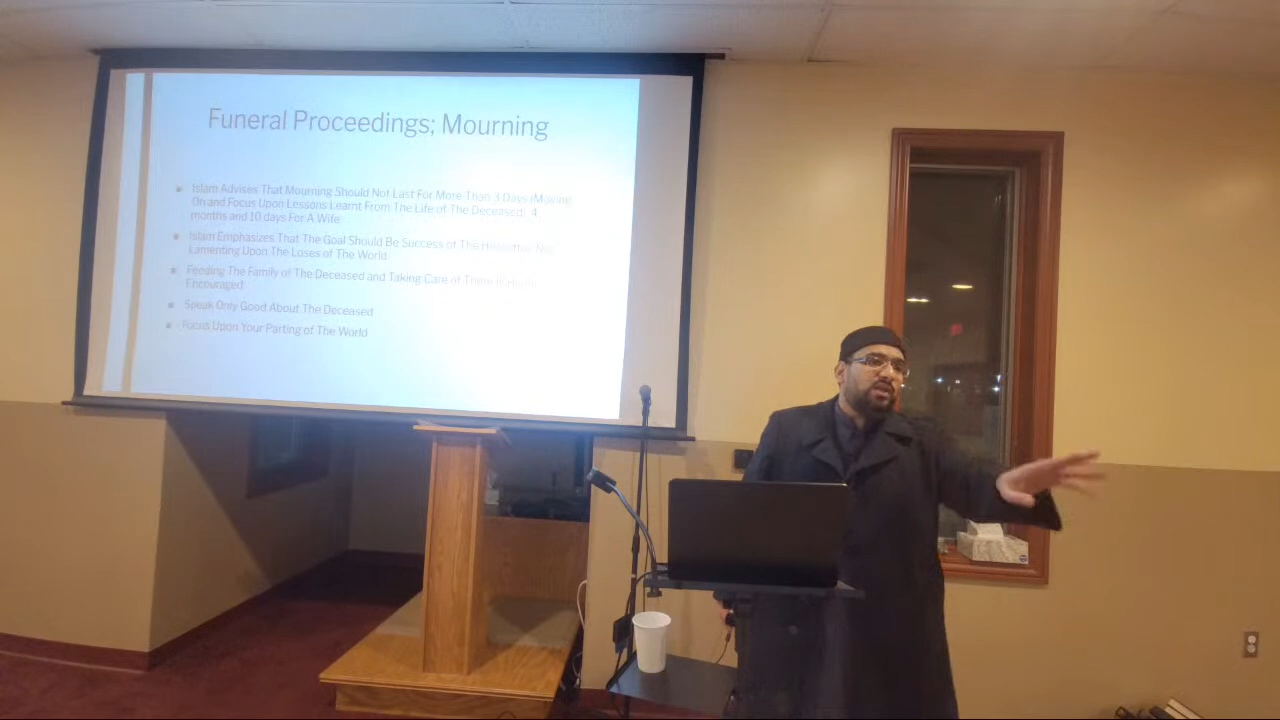 Funeral Proceedings; Mourning
Islam Advises That Mourning Should Not Last For More Than 3 Days (Moving
On and Focus Upon Lessons Learnt From The Life of The Deceased). 4
months and 10 days For A Wife
Islam Emphasizes That The Goal Should Be Success of The Hereafter Not
Lamenting Upon The Loses of The World
Feeding The Family of The Deceased and Taking Care of Them
Encouraged
Speak Only Good About The Deceased
Focus Upon Your Parting of The World